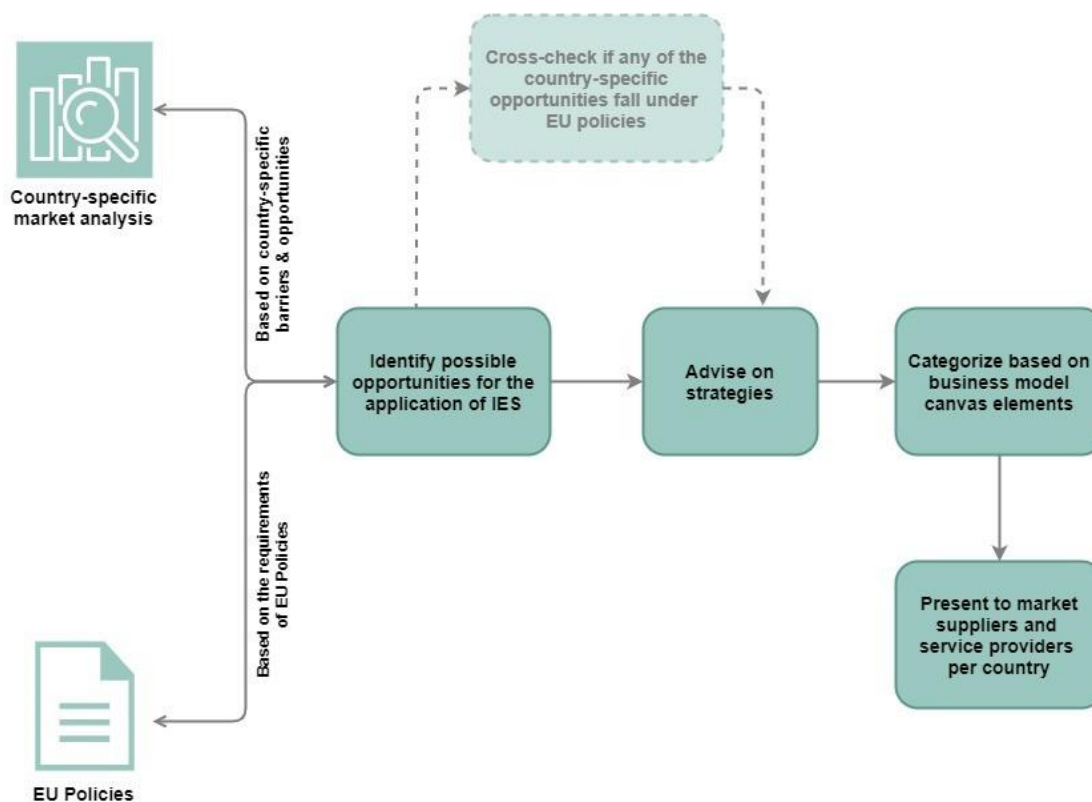 Cross-check if any of the
country-specific
opportunities fall under
EU policies
Country-specific
market analysis
Based on country-specific
barriers & opportunities
Identify possible
opportunities for the
application of IES
Advise on
strategies
Categorize based on
business model
canvas elements
Based on the requirements
of EU Policies
Present to market
suppliers and
service providers
per country
EU Policies